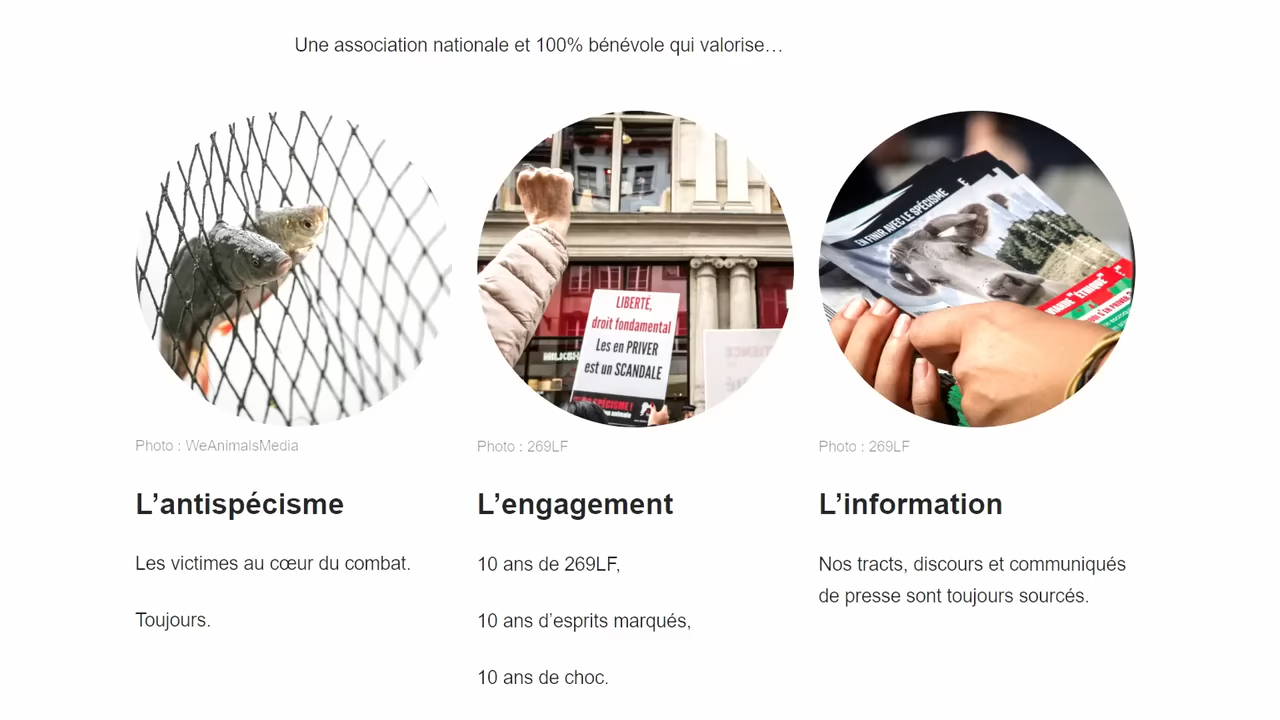 Une association nationale et 100% bénévole qui valorise…
LIBERTÉ,
droit fondamental
Les en PRIVER
est un SCANDALE
SPÉCISME !
EN FINIR AVEC LE SPÉCISME
VIANDE "ÉTHIQUE"
Photo : WeAnimalsMedia
Photo : 269LF
Photo : 269LF
L’antispécisme
L’engagement
L’information
Les victimes au cœur du combat.
Toujours.
10 ans de 269LF,
10 ans d’esprits marqués,
10 ans de choc.
Nos tracts, discours et communiqués
de presse sont toujours sourcés.